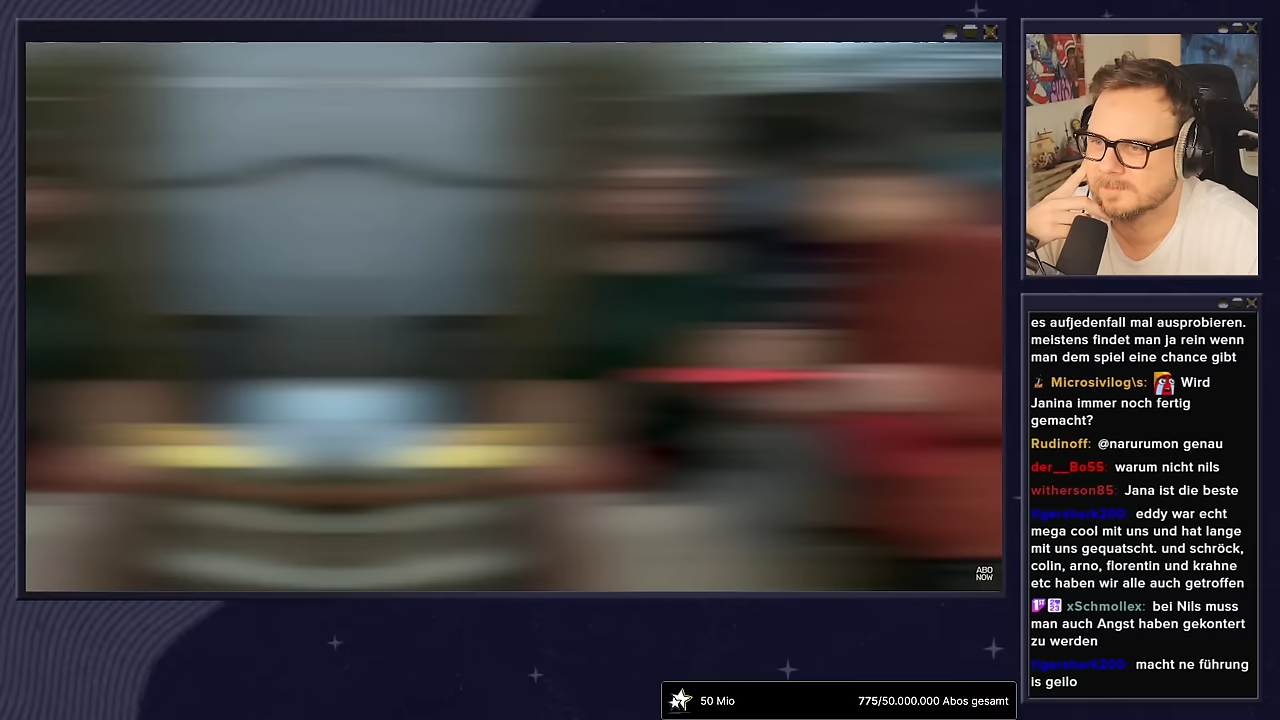 es aufjedenfall mal ausprobieren.
meistens findet man ja rein wenn
man dem spiel eine chance gibt
Microsivilog\s: Wird
Janina immer noch fertig
gemacht?
Rudinoff: @narurumon genau
der__Bo55: warum nicht nils
witherson85: Jana ist die beste
tigershark200: eddy war echt
mega cool mit uns und hat lange
mit uns gequatscht. und schröck,
colin, arno, florentin und krahne
etc haben wir alle auch getroffen
xSchmollex: bei Nils muss
man auch Angst haben gekontert
zu werden
tigershark200: macht ne führung
is gello
ABO
NOW
50 Mio 775/50.000.000 Abos gesamt